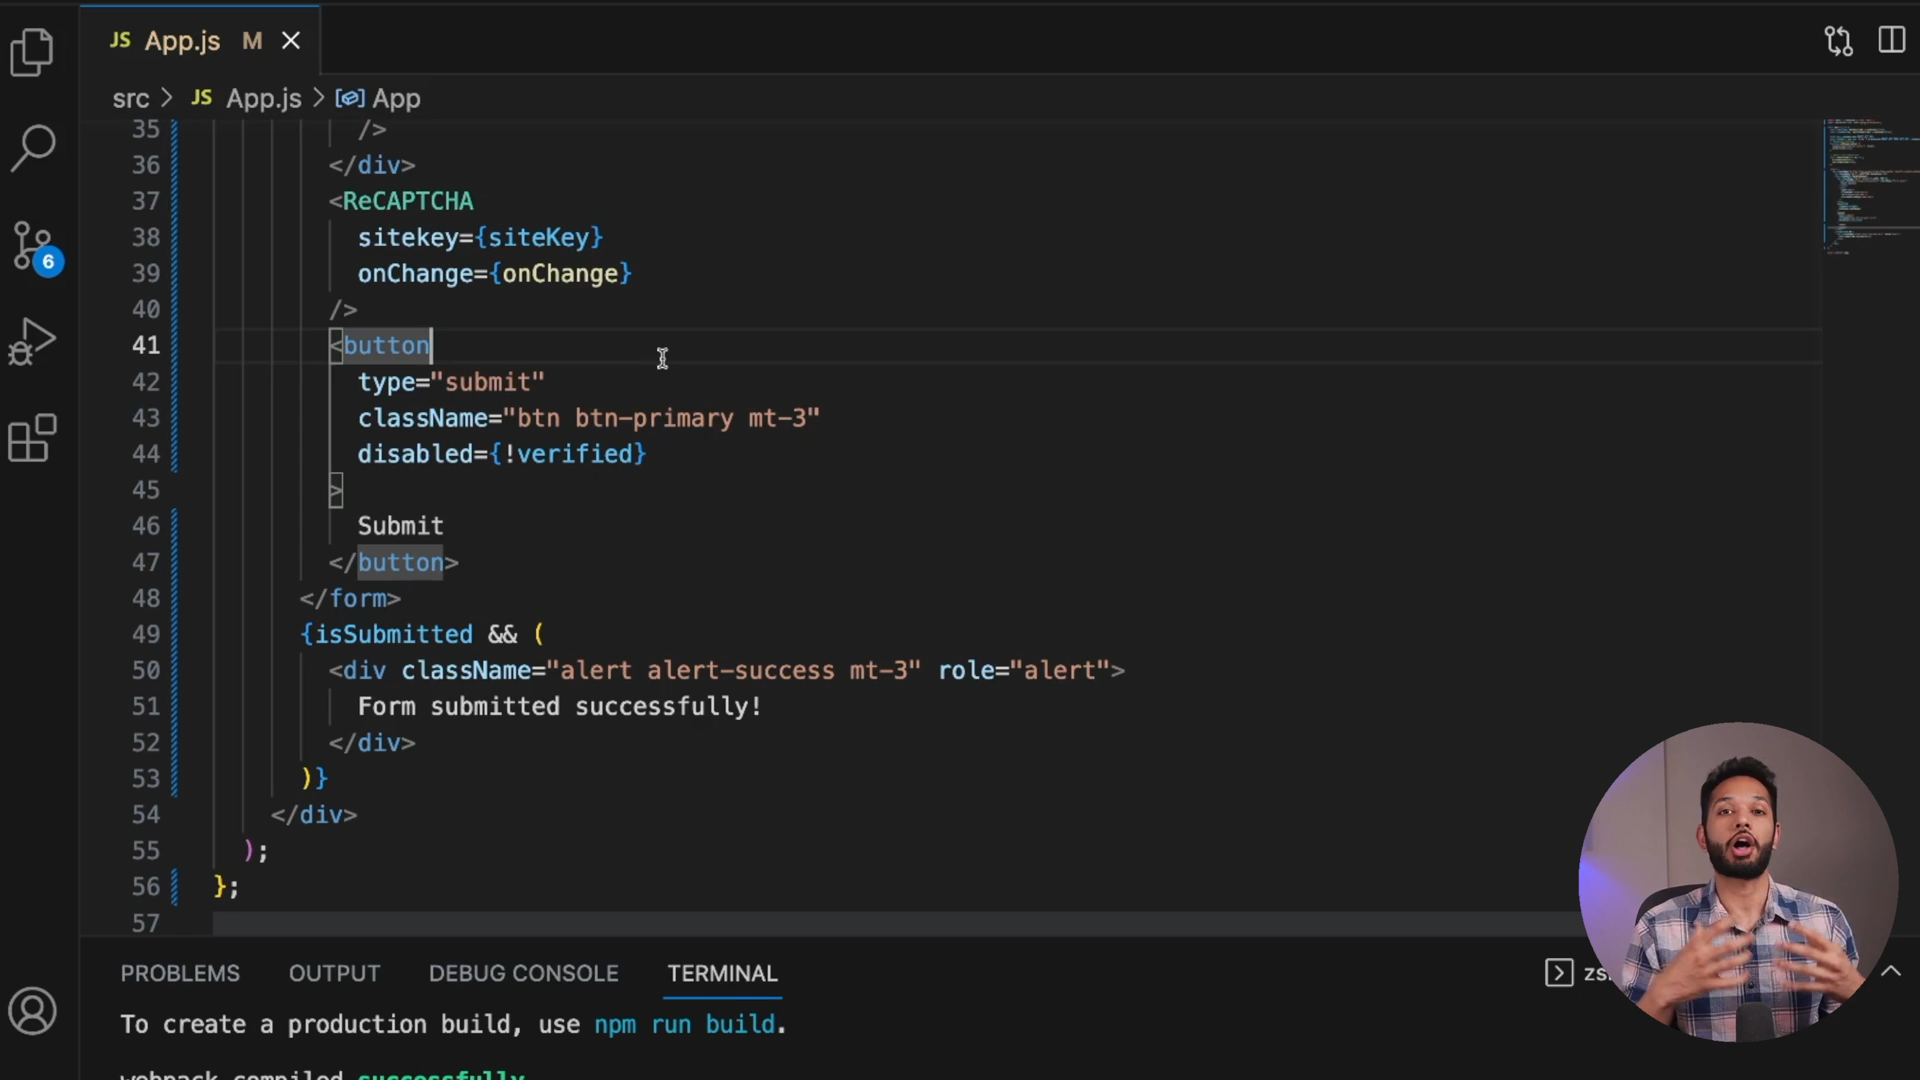 JS App.js M
src > JS App.js > App
35 />
36 </div>
37 <ReCAPTCHA
38 sitekey={siteKey}
39 onChange={onChange}
40 />
41 <button
42 type="submit"
43 className="btn btn-primary mt-3"
44 disabled={!verified}
45 >
46 Submit
47 </button>
48 </form>
49 {isSubmitted && (
50 <div className="alert alert-success mt-3" role="alert">
51 Form submitted successfully!
52 </div>
53 )}
54 </div>
55 );
56 };
57
6
PROBLEMS OUTPUT DEBUG CONSOLE TERMINAL
To create a production build, use npm run build.
webpack compiled successfully